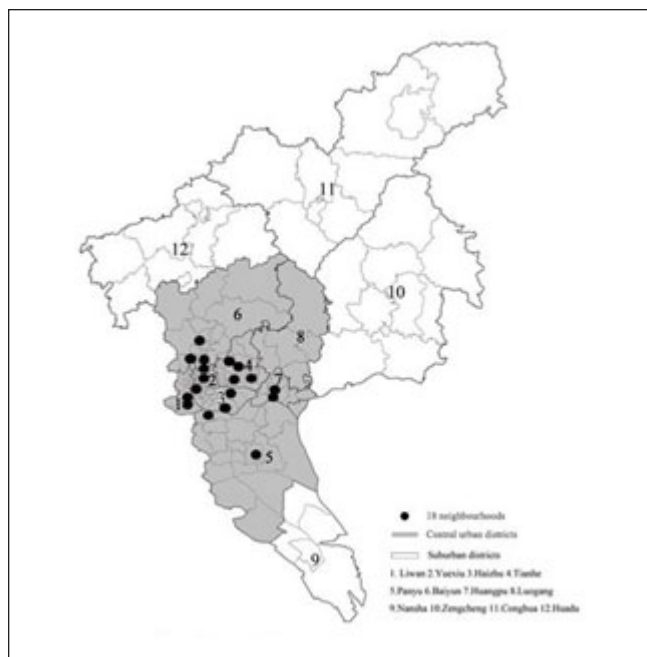 11
12
10
6
8
4
7
2
3
1
5
9
18 neighbourhoods
Central urban districts
Suburban districts
1. Liwan 2.Yuexiu 3.Haizhu 4.Tianhe
5.Panyu 6.Baiyun 7.Huangpu 8.Luogang
9.Nansha 10.Zengcheng 11.Conghua 12.Huadu